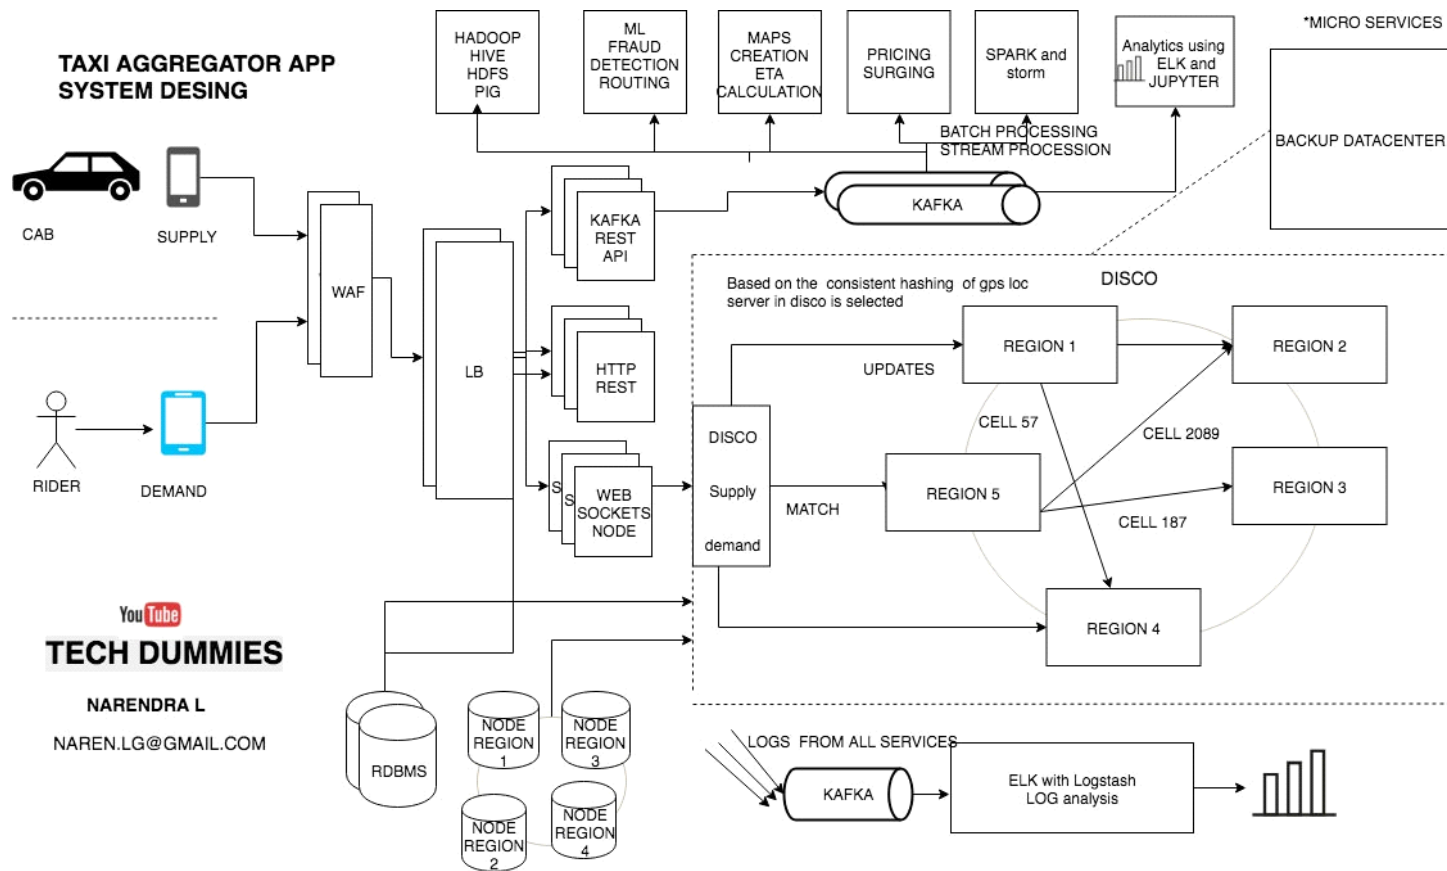 TAXI AGGREGATOR APP
SYSTEM DESING
HADOOP
HIVE
HDFS
PIG
ML
FRAUD
DETECTION
ROUTING
MAPS
CREATION
ETA
CALCULATION
PRICING
SURGING
SPARK and
storm
Analytics using
ELK and
JUPYTER
*MICRO SERVICES
BACKUP DATACENTER
BATCH PROCESSING
STREAM PROCESSION
CAB
SUPPLY
WAF
LB
KAFKA
REST
API
KAFKA
HTTP
REST
S
S
WEB
SOCKETS
NODE
RIDER
DEMAND
Based on the consistent hashing of gps loc
server in disco is selected
DISCO
DISCO
Supply
demand
UPDATES
MATCH
REGION 1
REGION 2
CELL 57
CELL 2089
REGION 5
REGION 3
CELL 187
REGION 4
YouTube
TECH DUMMIES
NARENDRA L
NAREN.LG@GMAIL.COM
RDBMS
NODE
REGION
1
NODE
REGION
3
NODE
REGION
2
NODE
REGION
4
LOGS FROM ALL SERVICES
KAFKA
ELK with Logstash
LOG analysis